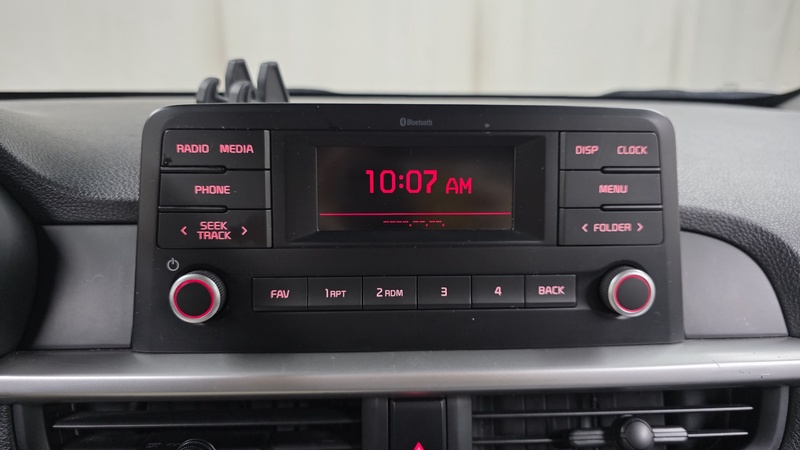 Bluetooth
RADIO MEDIA
DISP CLOCK
10:07 AM
PHONE
MENU
< SEEK TRACK >
----.--.--.
< FOLDER >
FAV
1 RPT
2 RDM
3
4
BACK